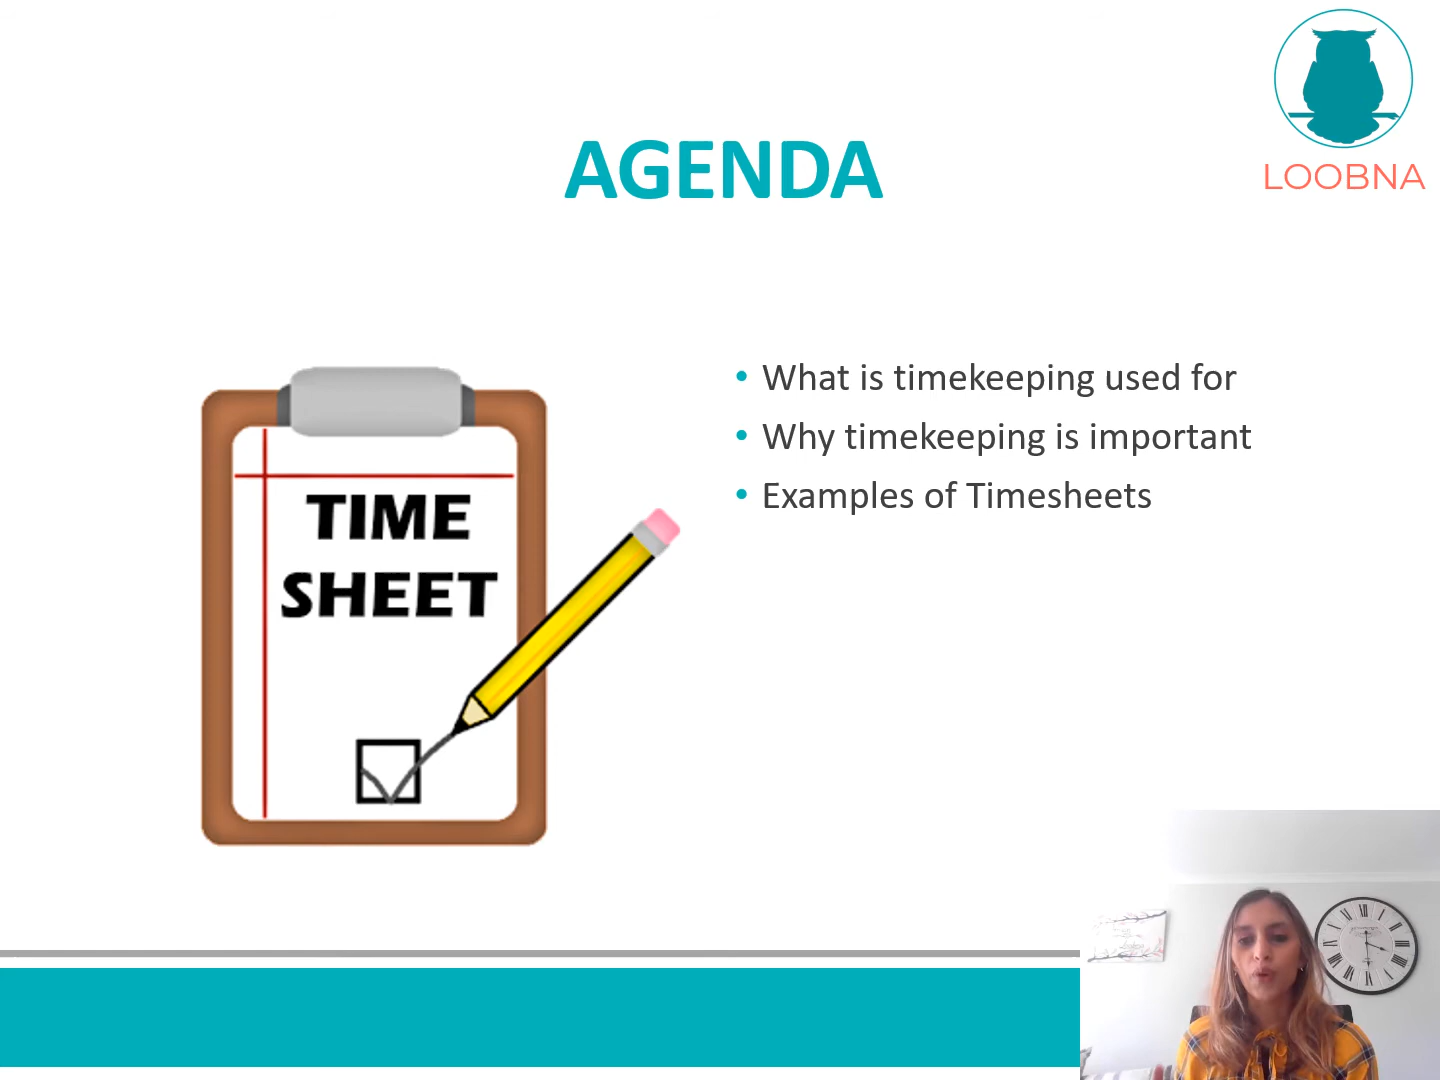 LOOBNA
AGENDA
• What is timekeeping used for
• Why timekeeping is important
• Examples of Timesheets
TIME
SHEET